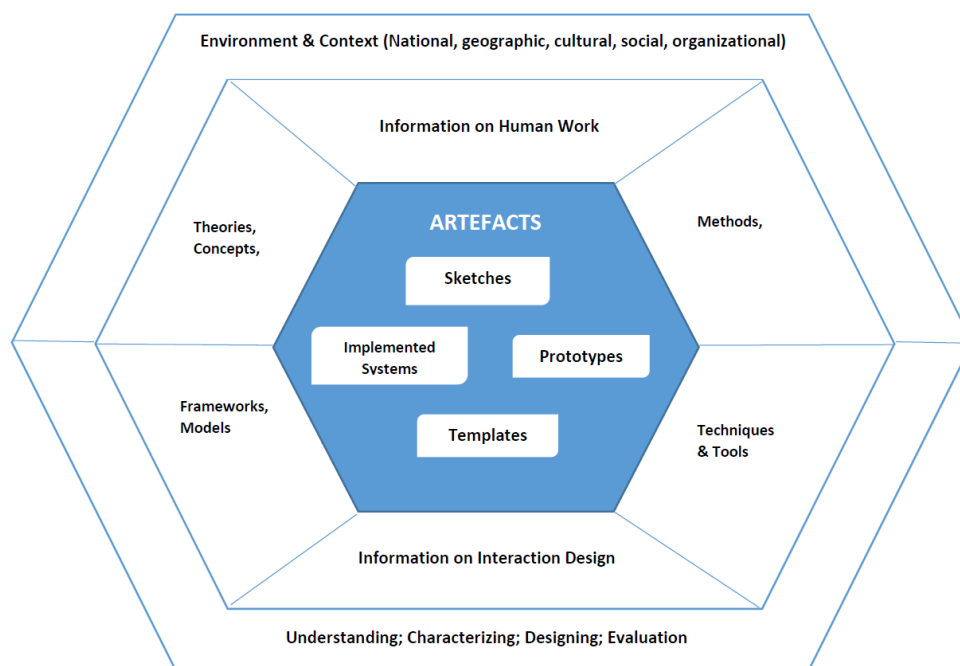 Environment & Context (National, geographic, cultural, social, organizational)
Information on Human Work
Theories,
Concepts,
Methods,
ARTEFACTS
Sketches
Implemented
Systems
Prototypes
Templates
Frameworks,
Models
Techniques
& Tools
Information on Interaction Design
Understanding; Characterizing; Designing; Evaluation